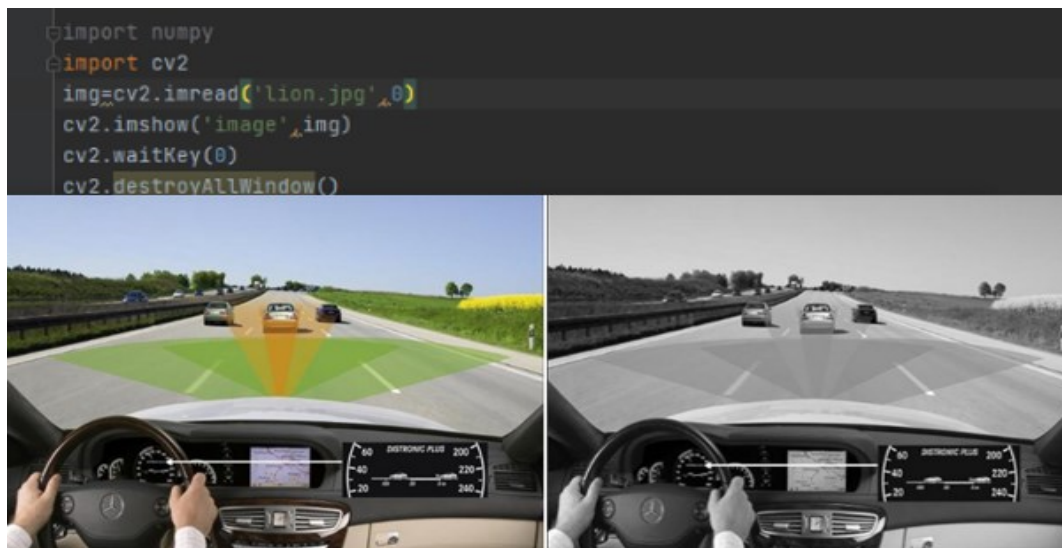 import numpy
import cv2
img=cv2.imread('lion.jpg',0)
cv2.imshow('image',img)
cv2.waitKey(0)
cv2.destroyAllWindow()
DISTRONIC PLUS
60 200
40 220
20 240
DISTRONIC PLUS
60 200
40 220
20 240